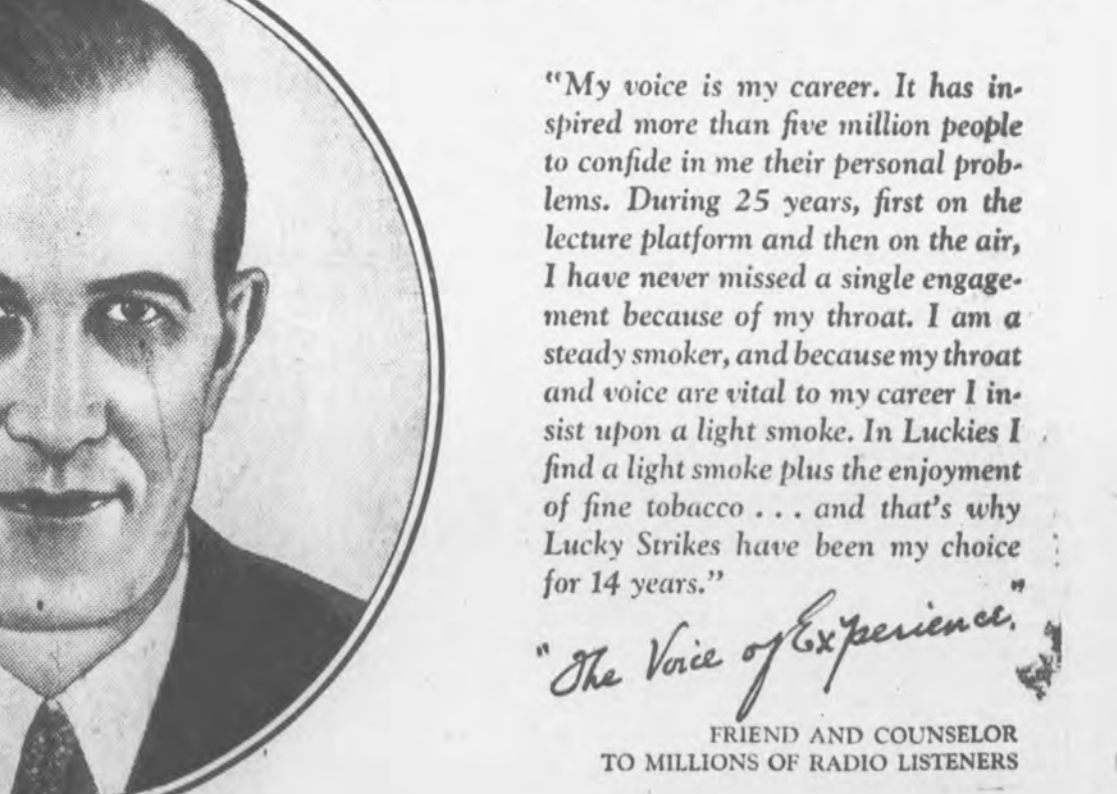 "My voice is my career. It has in-
spired more than five million people
to confide in me their personal prob-
lems. During 25 years, first on the
lecture platform and then on the air,
I have never missed a single engage-
ment because of my throat. I am a
steady smoker, and because my throat
and voice are vital to my career I in-
sist upon a light smoke. In Luckies I
find a light smoke plus the enjoyment
of fine tobacco . . . and that's why
Lucky Strikes have been my choice
for 14 years."
"The Voice of Experience."
FRIEND AND COUNSELOR
TO MILLIONS OF RADIO LISTENERS